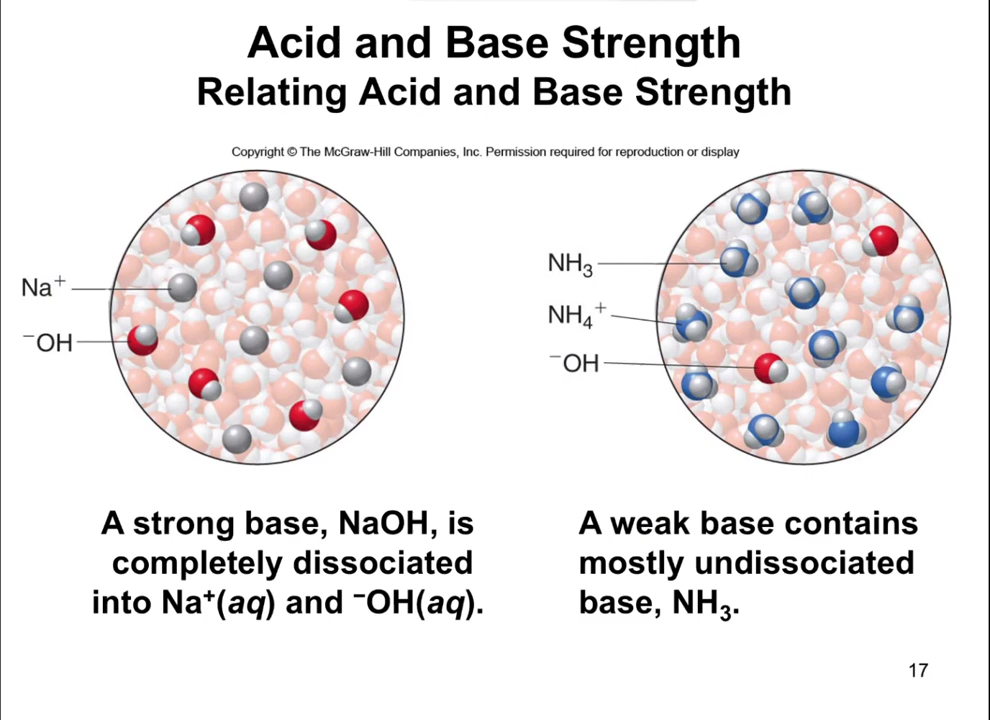 Acid and Base Strength
Relating Acid and Base Strength
Copyright © The McGraw-Hill Companies, Inc. Permission required for reproduction or display
Na⁺
⁻OH
NH₃
NH₄⁺
⁻OH
A strong base, NaOH, is
completely dissociated
into Na⁺(aq) and ⁻OH(aq).
A weak base contains
mostly undissociated
base, NH₃.
17